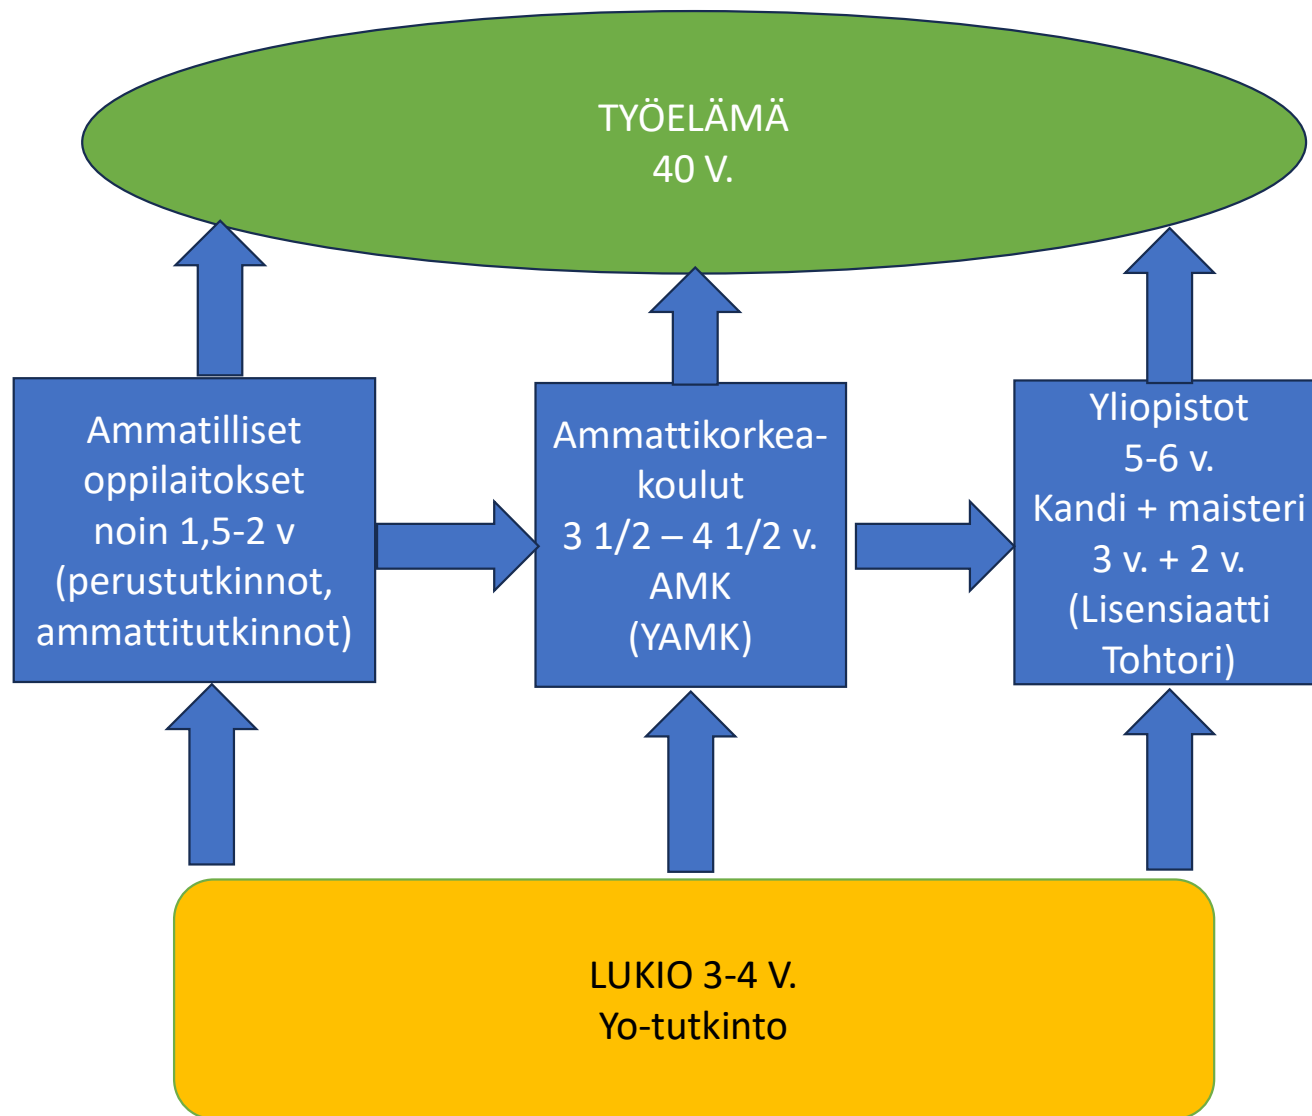 TYÖELÄMÄ
40 V.
Ammatilliset
oppilaitokset
noin 1,5-2 v
(perustutkinnot,
ammattitutkinnot)
Ammattikorkea-
koulut
3 1/2 – 4 1/2 v.
AMK
(YAMK)
Yliopistot
5-6 v.
Kandi + maisteri
3 v. + 2 v.
(Lisensiaatti
Tohtori)
LUKIO 3-4 V.
Yo-tutkinto